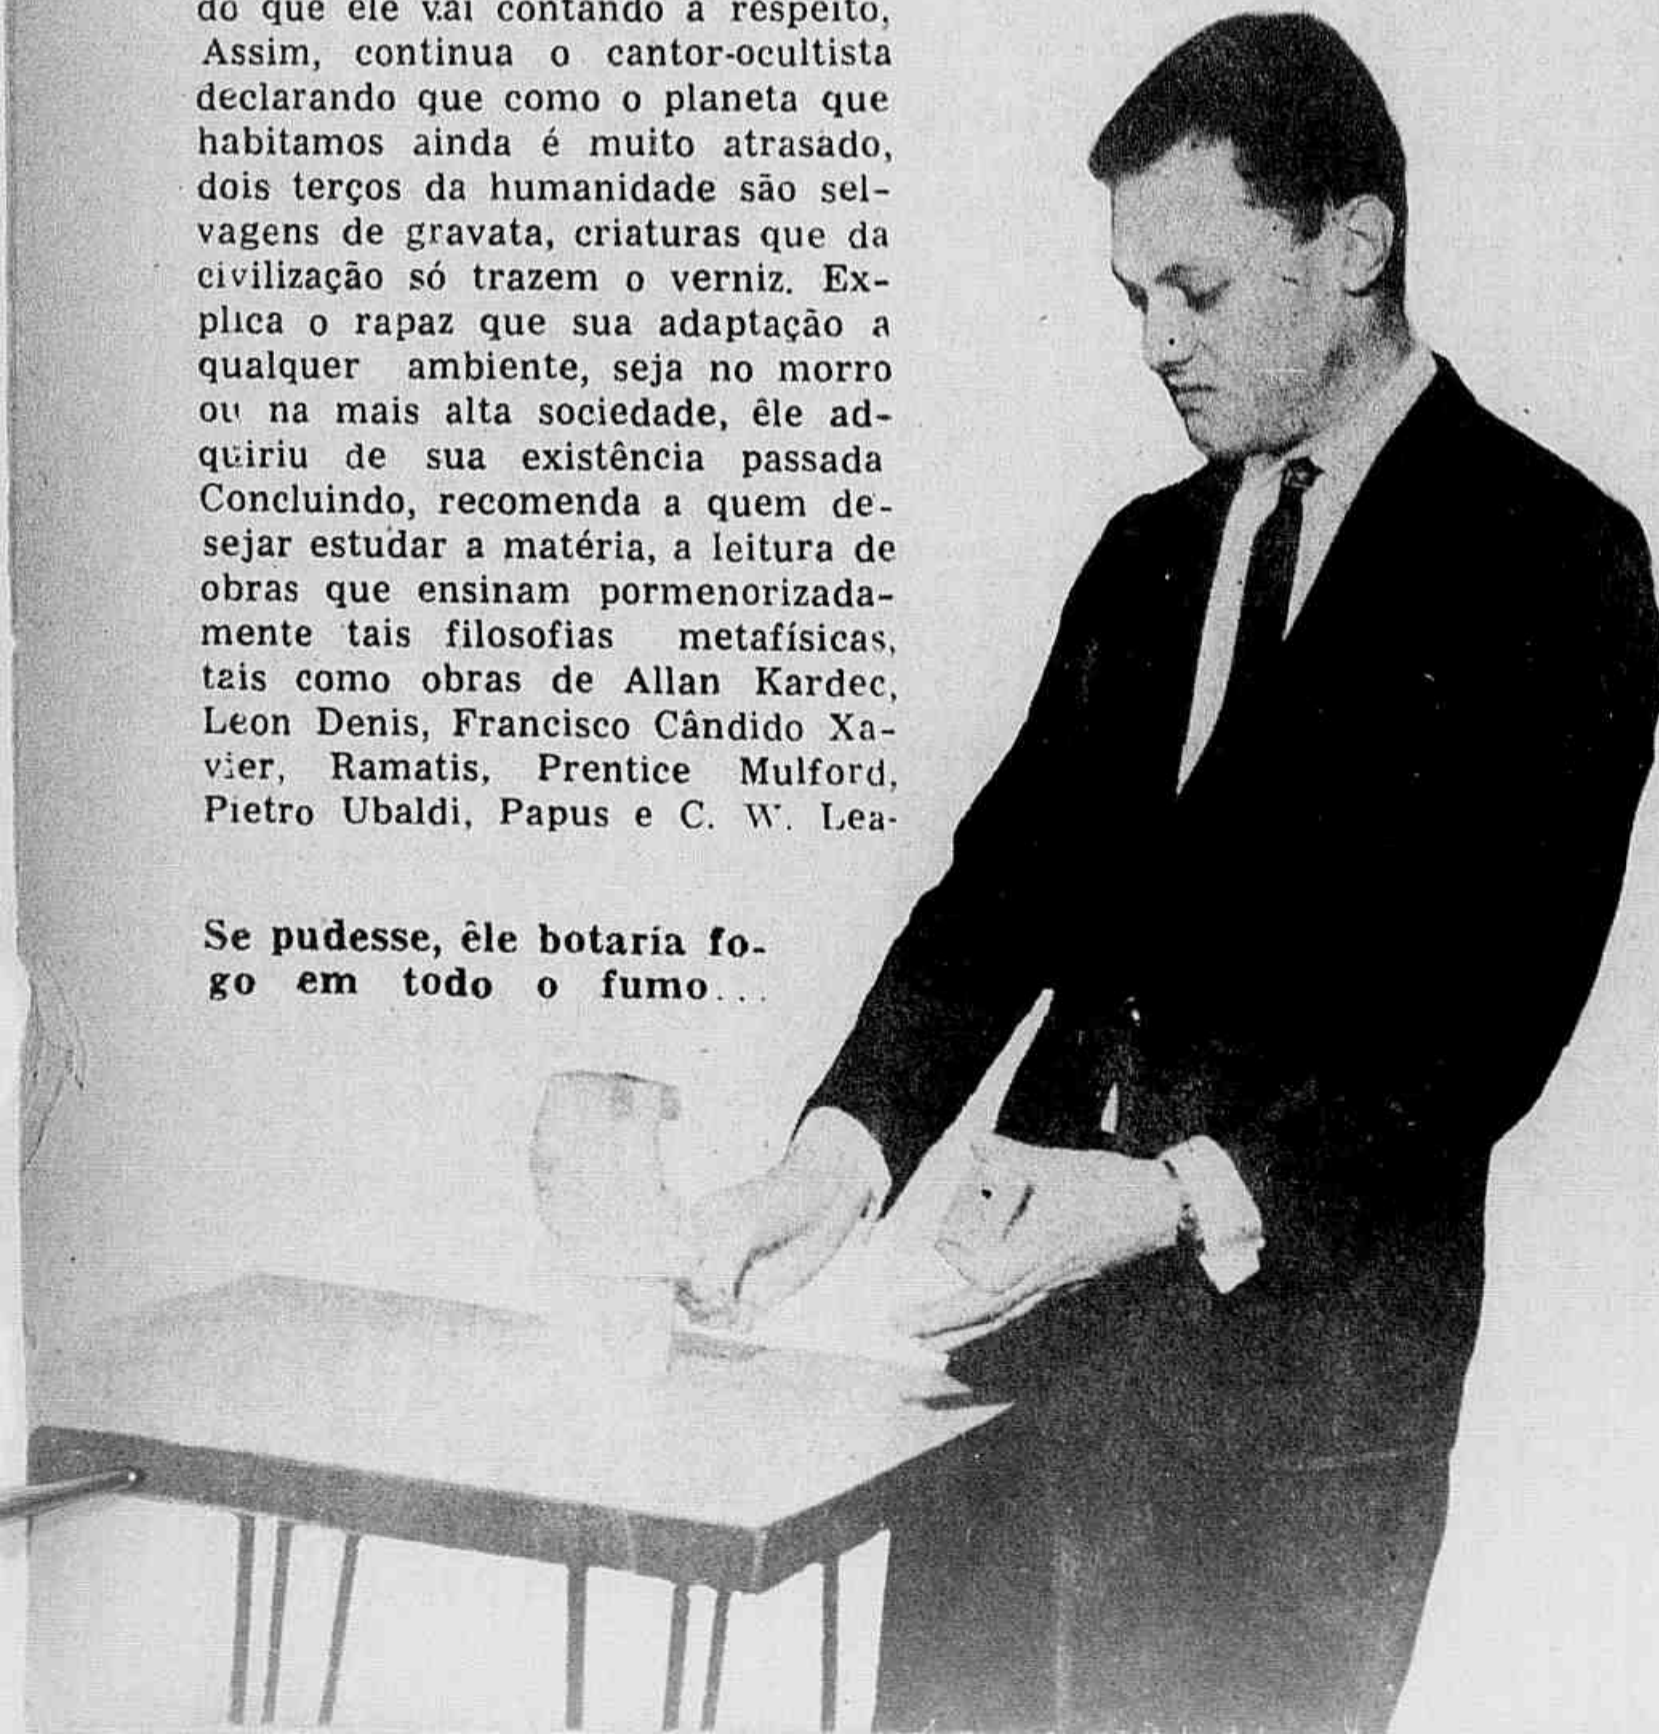 do que ele vai contando a respeito,
Assim, continua o cantor-ocultista
declarando que como o planeta que
habitamos ainda é muito atrasado,
dois terços da humanidade são sel-
vagens de gravata, criaturas que da
civilização só trazem o verniz. Ex-
plica o rapaz que sua adaptação a
qualquer ambiente, seja no morro
ou na mais alta sociedade, êle ad-
quiriu de sua existência passada
Concluindo, recomenda a quem de-
sejar estudar a matéria, a leitura de
obras que ensinam pormenorizada-
mente tais filosofias metafísicas,
tais como obras de Allan Kardec,
Leon Denis, Francisco Cândido Xa-
vier, Ramatis, Prentice Mulford,
Pietro Ubaldi, Papus e C. W. Lea-
Se pudesse, êle botaria fo-
go em todo o fumo...